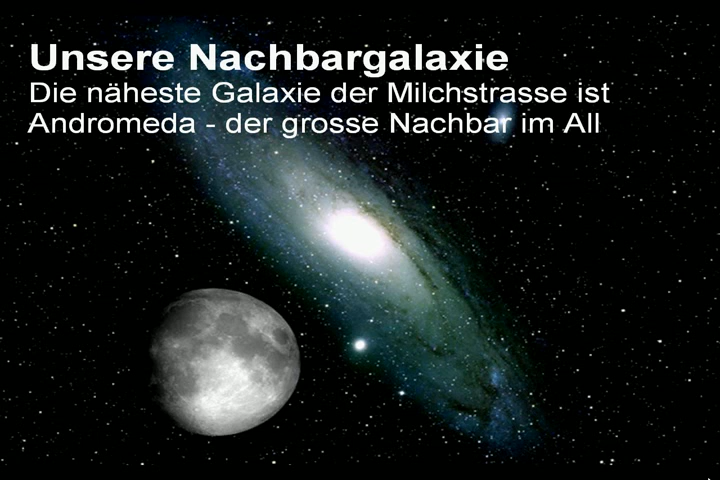 Unsere Nachbargalaxie
Die näheste Galaxie der Milchstrasse ist
Andromeda - der grosse Nachbar im All